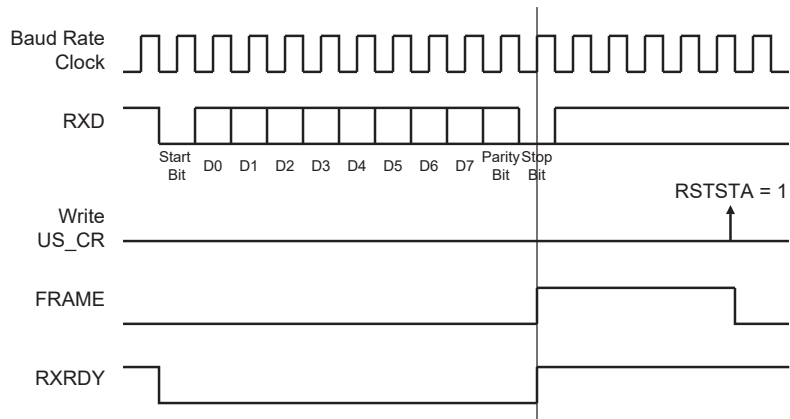 Baud Rate
Clock
RXD
Start
Bit
D0 D1 D2 D3 D4 D5 D6 D7
Parity
Bit
Stop
Bit
RSTSTA = 1
Write
US_CR
FRAME
RXRDY